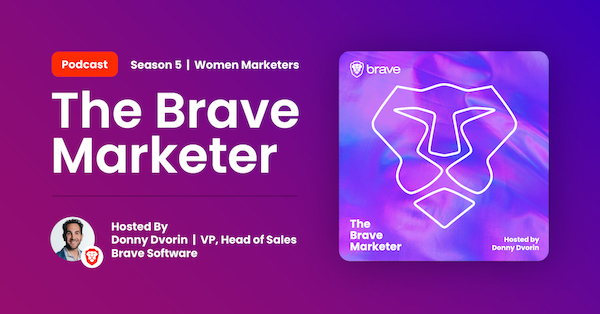 Podcast
Season 5 | Women Marketers
The Brave
Marketer
Hosted By
Donny Dvorin | VP, Head of Sales
Brave Software
brave
The
Brave
Marketer
Hosted by
Donny Dvorin